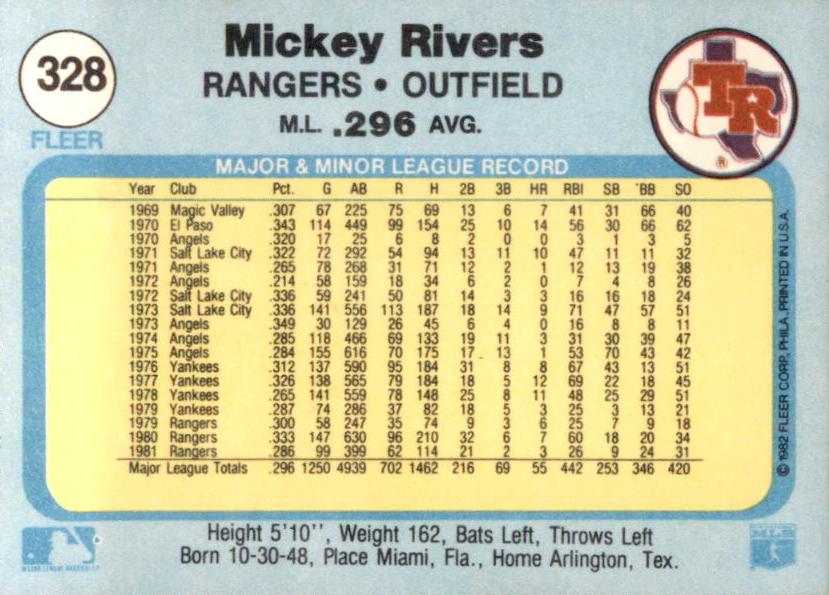 328
FLEER
Mickey Rivers
RANGERS • OUTFIELD
M.L. .296 AVG.
TR
®
MAJOR & MINOR LEAGUE RECORD
Year Club Pct. G AB R H 2B 3B HR RBI SB BB SO
1969 Magic Valley .307 67 225 75 69 13 6 7 41 31 66 40
1970 El Paso .343 114 449 99 154 25 10 14 56 30 66 62
1970 Angels .320 17 25 6 8 2 0 0 3 1 3 5
1971 Salt Lake City .322 72 292 54 94 13 11 10 47 11 11 32
1971 Angels .265 78 268 31 71 12 2 1 12 13 19 38
1972 Angels .214 58 159 18 34 6 2 0 7 4 8 26
1972 Salt Lake City .336 59 241 50 81 14 3 3 16 16 18 24
1973 Salt Lake City .336 141 556 113 187 18 14 9 71 47 57 51
1973 Angels .349 30 129 26 45 6 4 0 16 8 8 11
1974 Angels .285 118 466 69 133 19 11 3 31 30 39 47
1975 Angels .284 155 616 70 175 17 13 1 53 70 43 42
1976 Yankees .312 137 590 95 184 31 8 8 67 43 13 51
1977 Yankees .326 138 565 79 184 18 5 12 69 22 18 45
1978 Yankees .265 141 559 78 148 25 8 11 48 25 29 51
1979 Yankees .287 74 286 37 82 18 5 3 25 3 13 21
1979 Rangers .300 58 247 35 74 9 3 6 25 7 9 18
1980 Rangers .333 147 630 96 210 32 6 7 60 18 20 34
1981 Rangers .286 99 399 62 114 21 2 3 26 9 24 31
Major League Totals .296 1250 4939 702 1462 216 69 55 442 253 346 420
© 1982 FLEER CORP. PHILA., PRINTED IN U.S.A.
Height 5'10'', Weight 162, Bats Left, Throws Left
Born 10-30-48, Place Miami, Fla., Home Arlington, Tex.